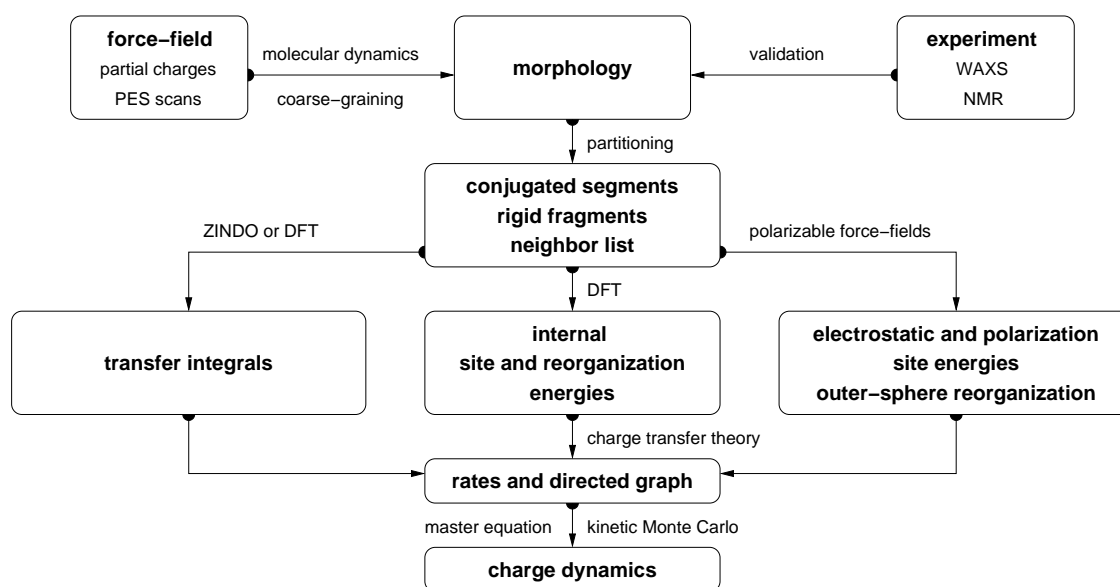 force−field
partial charges
PES scans
molecular dynamics
coarse−graining
morphology
validation
experiment
WAXS
NMR
partitioning
conjugated segments
rigid fragments
neighbor list
ZINDO or DFT
polarizable force−fields
DFT
transfer integrals
internal
site and reorganization
energies
electrostatic and polarization
site energies
outer−sphere reorganization
charge transfer theory
rates and directed graph
master equation
kinetic Monte Carlo
charge dynamics